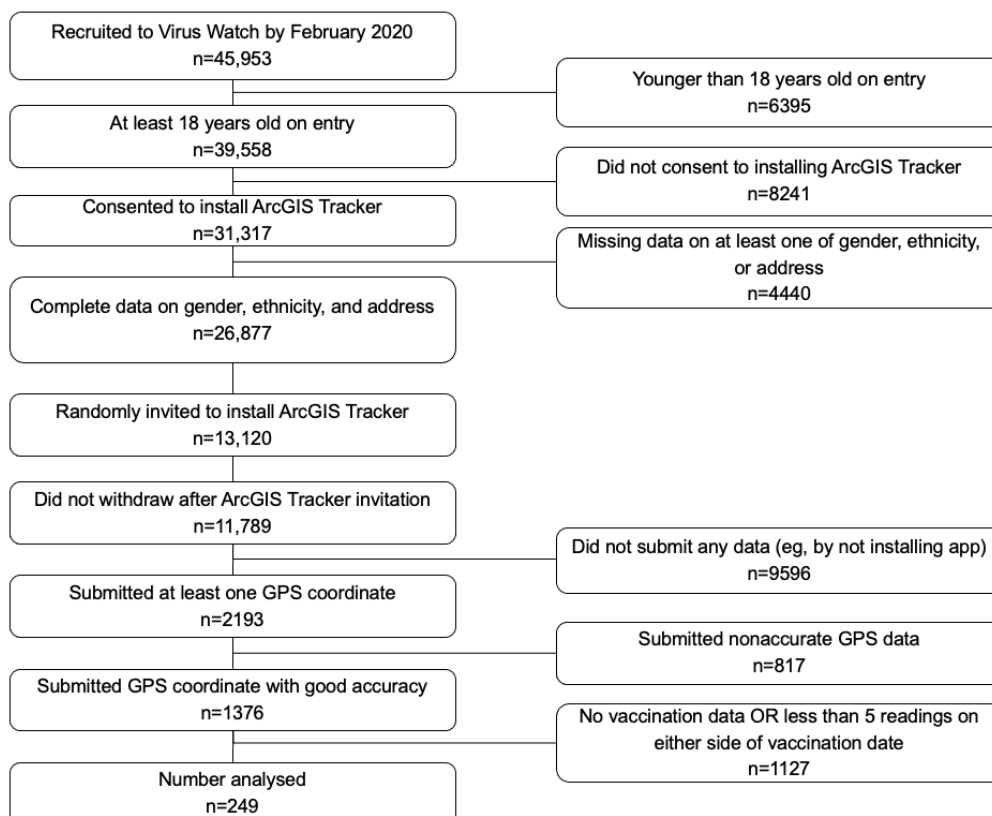 Recruited to Virus Watch by February 2020
n=45,953
Younger than 18 years old on entry
n=6395
At least 18 years old on entry
n=39,558
Did not consent to installing ArcGIS Tracker
n=8241
Consented to install ArcGIS Tracker
n=31,317
Missing data on at least one of gender, ethnicity,
or address
n=4440
Complete data on gender, ethnicity, and address
n=26,877
Randomly invited to install ArcGIS Tracker
n=13,120
Did not withdraw after ArcGIS Tracker invitation
n=11,789
Did not submit any data (eg, by not installing app)
n=9596
Submitted at least one GPS coordinate
n=2193
Submitted nonaccurate GPS data
n=817
Submitted GPS coordinate with good accuracy
n=1376
No vaccination data OR less than 5 readings on
either side of vaccination date
n=1127
Number analysed
n=249